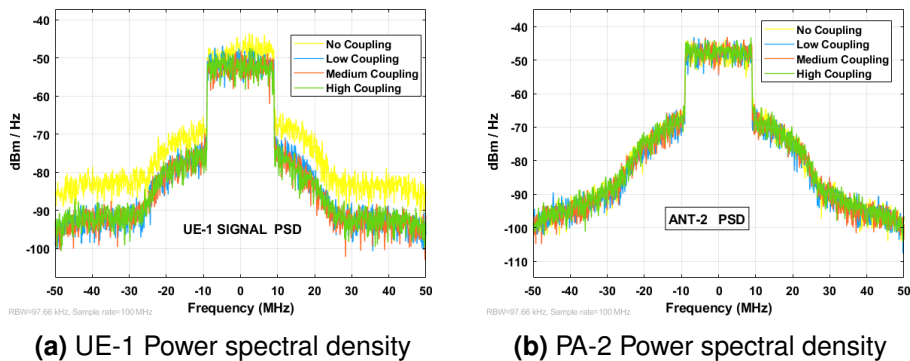 -40
-50
-60
-70
-80
-90
-100
dBm / Hz
No Coupling
Low Coupling
Medium Coupling
High Coupling
UE-1 SIGNAL PSD
-50 -40 -30 -20 -10 0 10 20 30 40 50
Frequency (MHz)
RBW=97.66 kHz, Sample rate=100 MHz
(a) UE-1 Power spectral density
-40
-50
-60
-70
-80
-90
-100
-110
dBm / Hz
No Coupling
Low Coupling
Medium Coupling
High Coupling
ANT-2 PSD
-50 -40 -30 -20 -10 0 10 20 30 40 50
Frequency (MHz)
RBW=97.66 kHz, Sample rate=100 MHz
(b) PA-2 Power spectral density